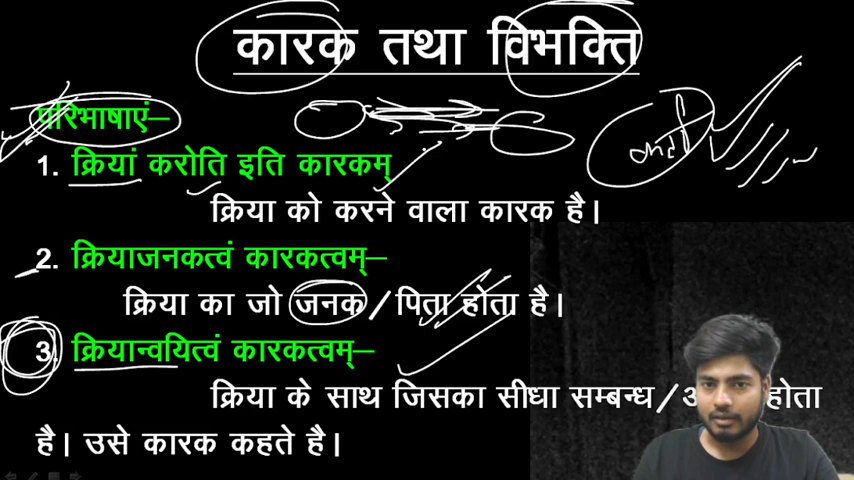 कारक तथा विभक्ति
परिभाषाएं–
1. क्रियां करोति इति कारकम्
क्रिया को करने वाला कारक है।
2. क्रियाजनकत्वं कारकत्वम्–
क्रिया का जो जनक/पिता होता है।
3. क्रियान्वयित्वं कारकत्वम्–
क्रिया के साथ जिसका सीधा सम्बन्ध/ होता
है। उसे कारक कहते है।